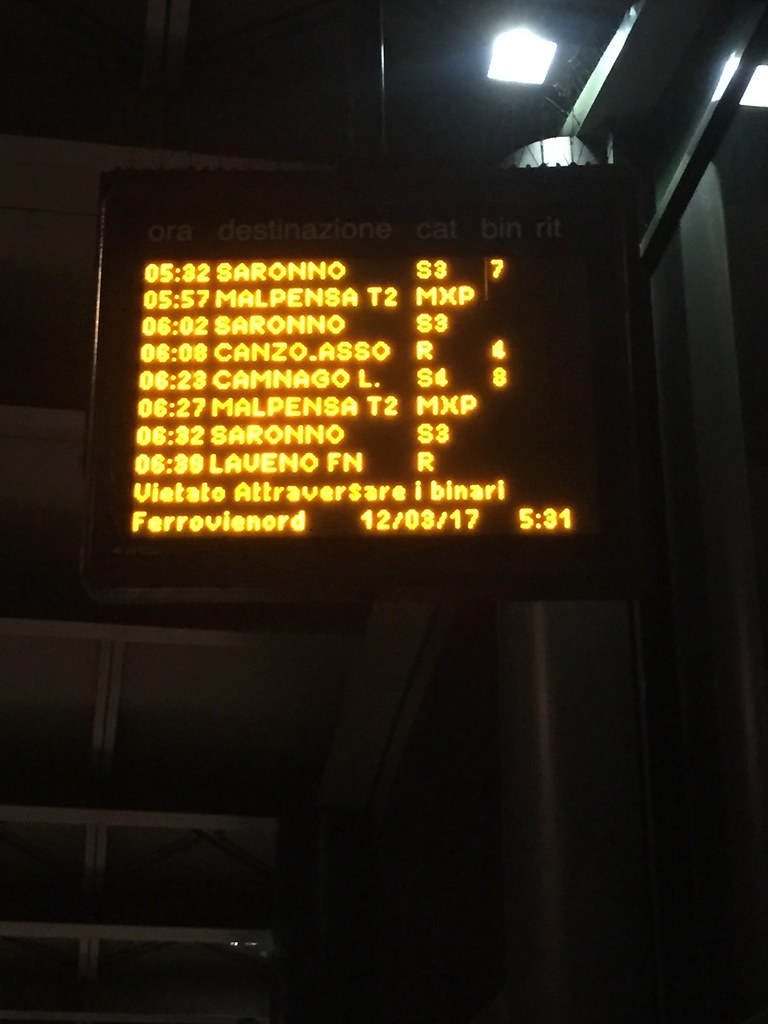 ora destinazione cat bin rit
05:32 SARONNO S3 7
05:57 MALPENSA T2 MXP
06:02 SARONNO S3
06:08 CANZO.ASSO R 4
06:23 CAMNAGO L. S4 8
06:27 MALPENSA T2 MXP
06:32 SARONNO S3
06:39 LAVENO FN R
Vietato Attraversare i binari
Ferrovienord 12/03/17 5:31